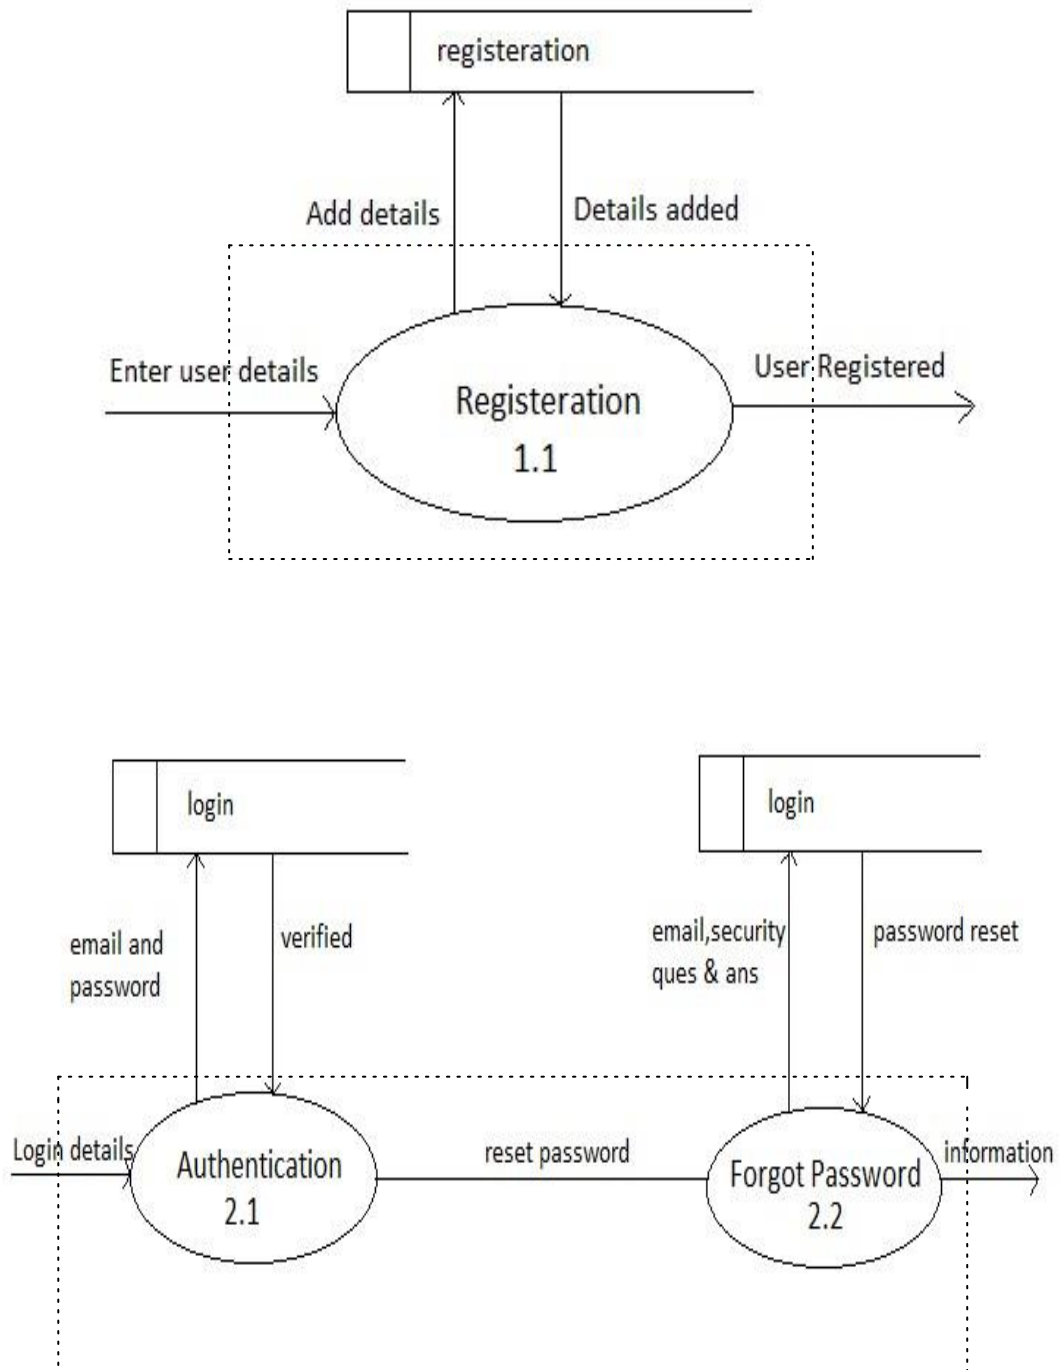 registeration
Add details
Details added
Enter user details
User Registered
Registeration
1.1
login
login
email and
password
verified
email,security
ques & ans
password reset
Login details
Authentication
2.1
reset password
Forgot Password
2.2
information